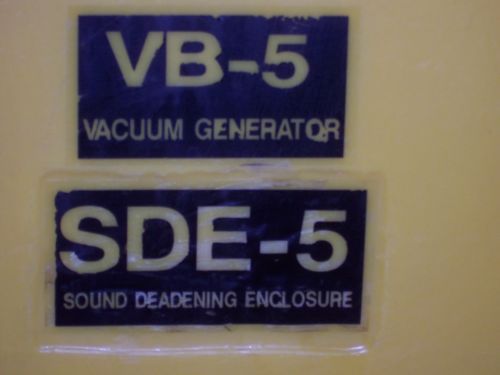 VB-5
VACUUM GENERATOR
SDE-5
SOUND DEADENING ENCLOSURE